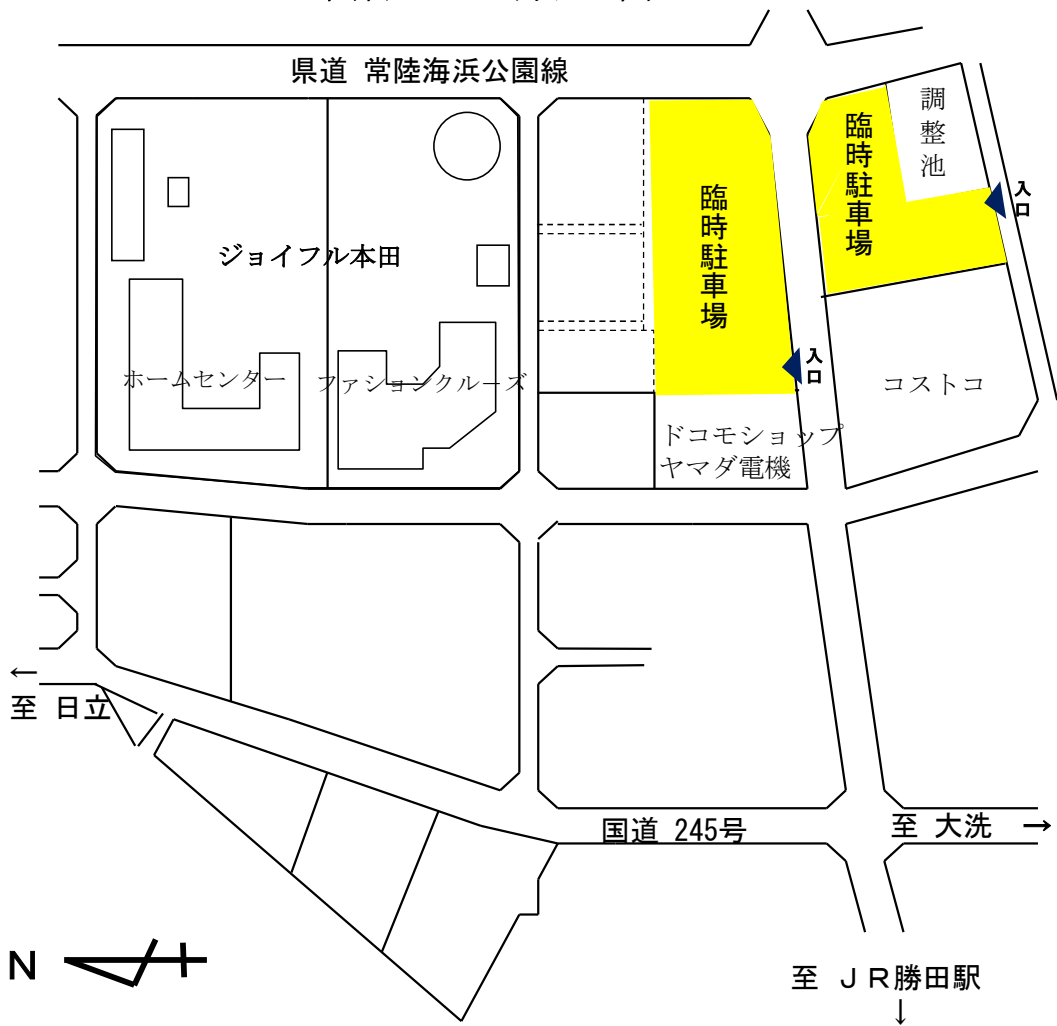 県道 常陸海浜公園線
調整池
臨時駐車場
臨時駐車場
入口
ジョイフル本田
入口
ホームセンター
ファションクルーズ
コストコ
ドコモショップ
ヤマダ電機
←
至 日立
国道 245号
至 大洗 →
N
至 ＪＲ勝田駅
↓